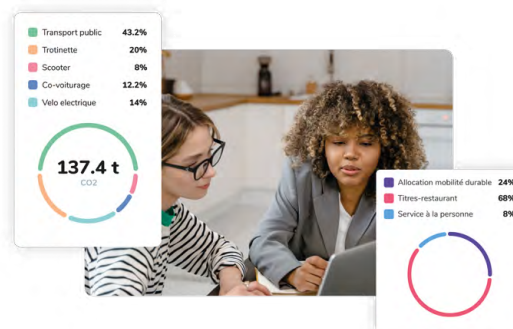 Transport public 43.2%
Trotinette 20%
Scooter 8%
Co-voiturage 12.2%
Velo electrique 14%
137.4 t
CO2
Allocation mobilité durable 24%
Titres-restaurant 68%
Service à la personne 8%